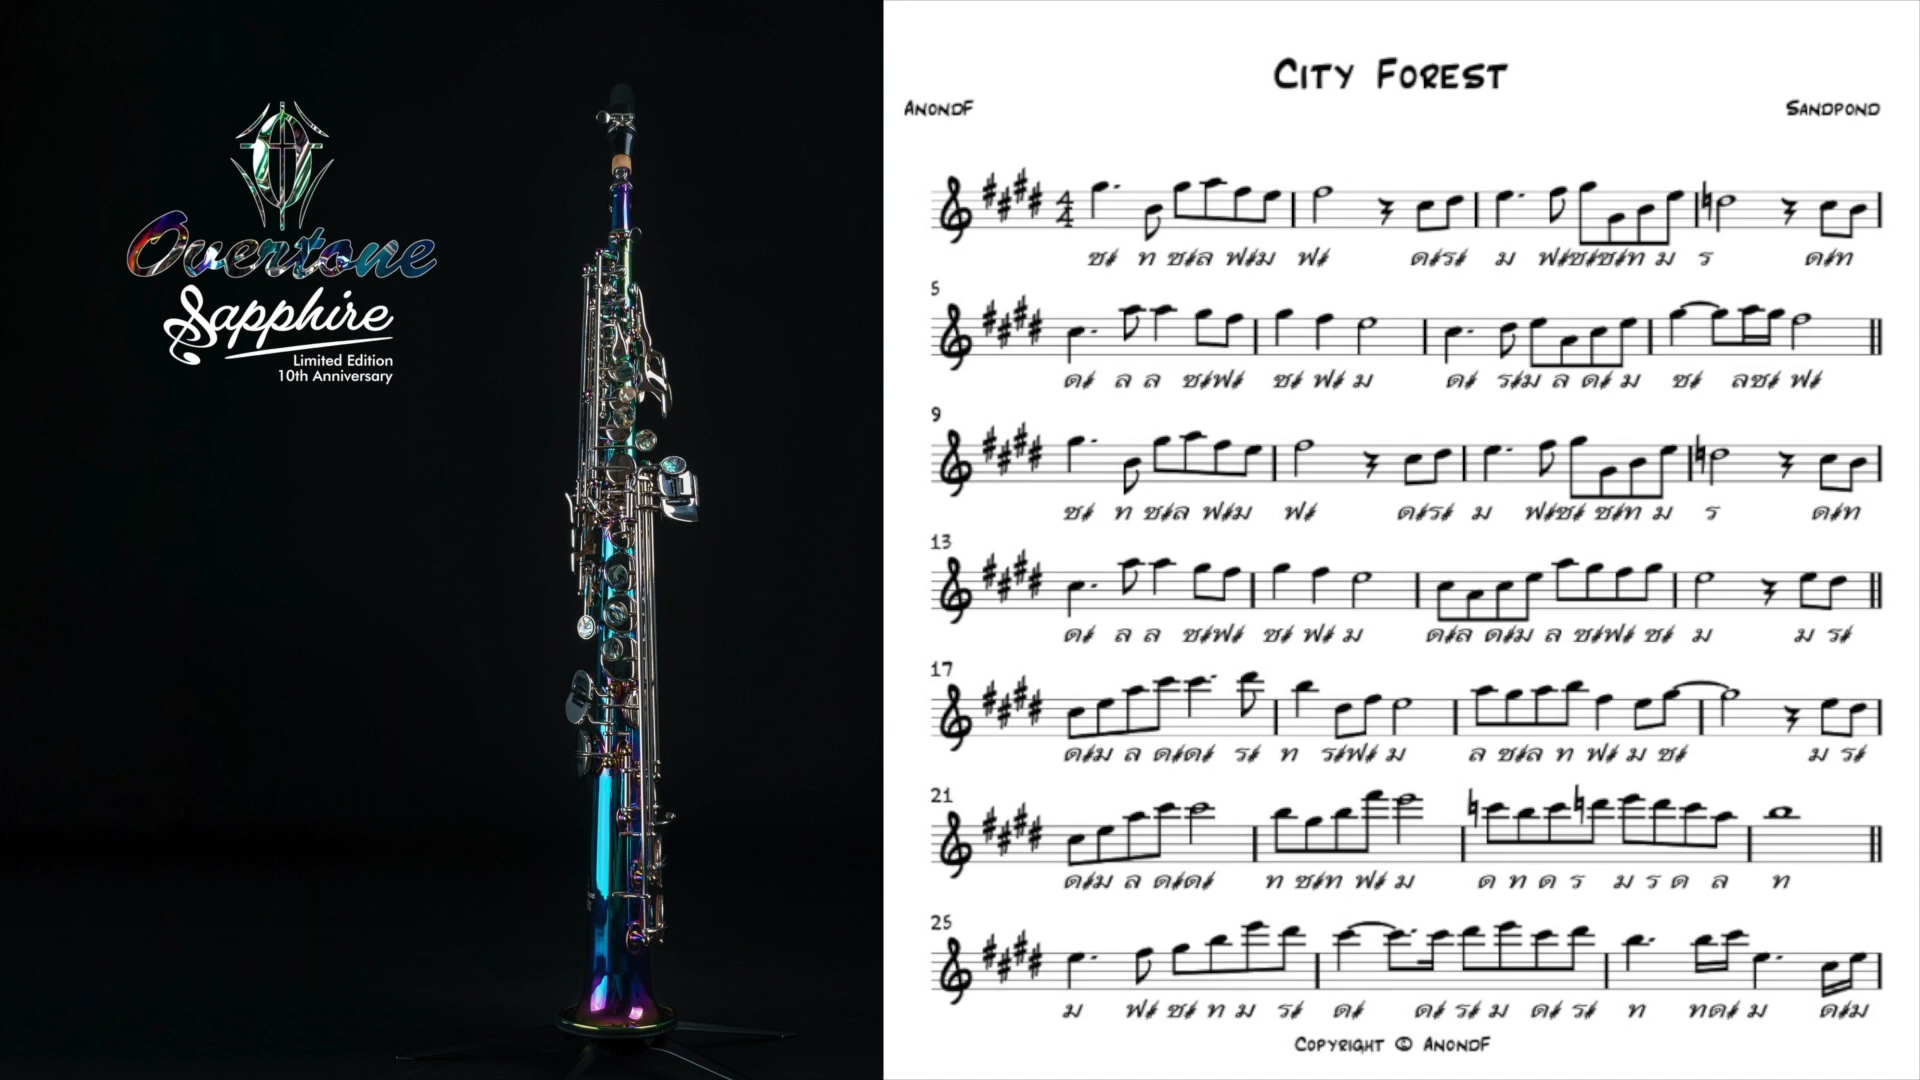 Overtone
Sapphire
Limited Edition
10th Anniversary
City Forest
AnondF
Sandpond
4
4
ซ# ท ซ#ล ฟ#ม ฟ# ด#ร# ม ฟ#ซ#ซ#ท ม ร ด#ท
5
ด# ล ล ซ#ฟ# ซ# ฟ# ม ด# ร#ม ล ด# ม ซ# ลซ# ฟ#
9
ซ# ท ซ#ล ฟ#ม ฟ# ด#ร# ม ฟ#ซ# ซ#ท ม ร ด#ท
13
ด# ล ล ซ#ฟ# ซ# ฟ# ม ด#ล ด#ม ล ซ#ฟ# ซ# ม ม ร#
17
ด#ม ล ด#ด# ร# ท ร#ฟ# ม ล ซ#ล ท ฟ# ม ซ# ม ร#
21
ด#ม ล ด#ด# ท ซ#ท ฟ# ม ด ท ด ร ม ร ด ล ท
25
ม ฟ# ซ# ท ม ร# ด# ด# ร# ม ด# ร# ท ทด# ม ด#ม
Copyright © AnondF